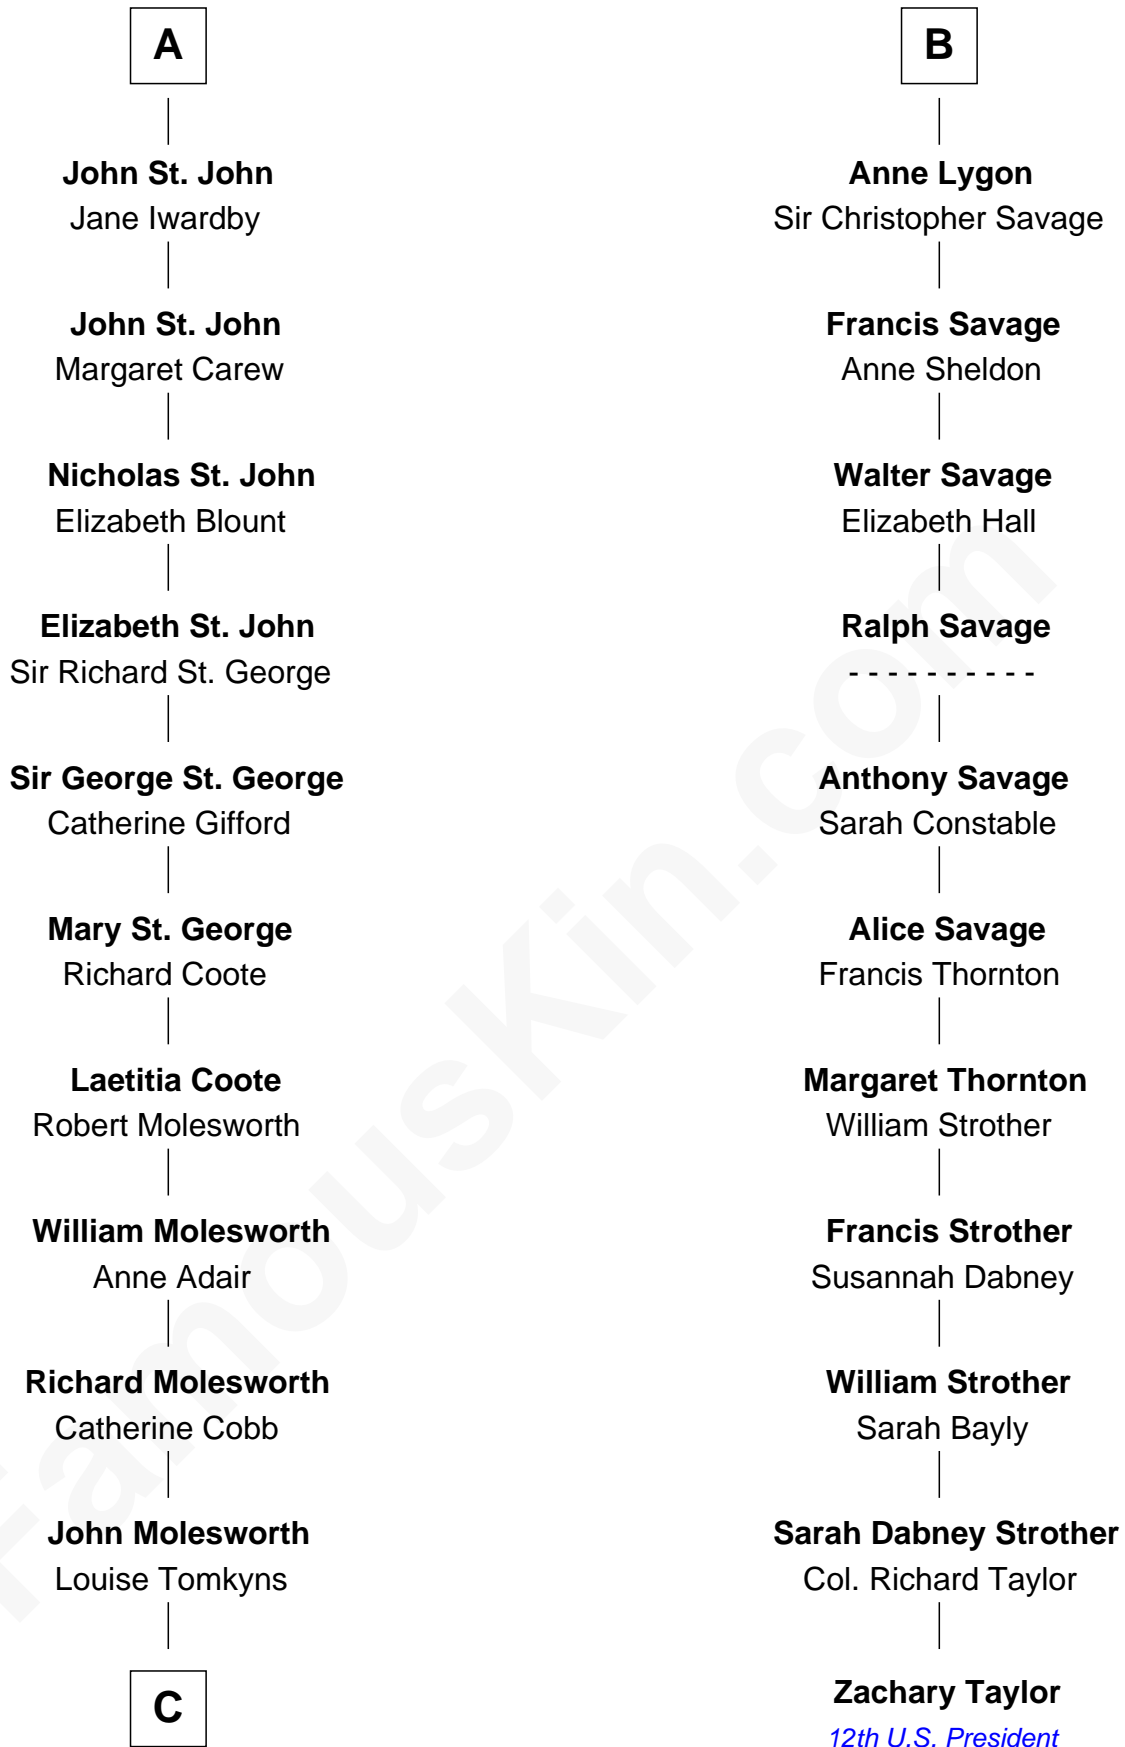 A
John St. John
Jane Iwardby
John St. John
Margaret Carew
Nicholas St. John
Elizabeth Blount
Elizabeth St. John
Sir Richard St. George
Sir George St. George
Catherine Gifford
Mary St. George
Richard Coote
Laetitia Coote
Robert Molesworth
William Molesworth
Anne Adair
Richard Molesworth
Catherine Cobb
John Molesworth
Louise Tomkyns
C
B
Anne Lygon
Sir Christopher Savage
Francis Savage
Anne Sheldon
Walter Savage
Elizabeth Hall
Ralph Savage
- - - - - - - - - -
Anthony Savage
Sarah Constable
Alice Savage
Francis Thornton
Margaret Thornton
William Strother
Francis Strother
Susannah Dabney
William Strother
Sarah Bayly
Sarah Dabney Strother
Col. Richard Taylor
Zachary Taylor
12th U.S. President
FamousKin.com